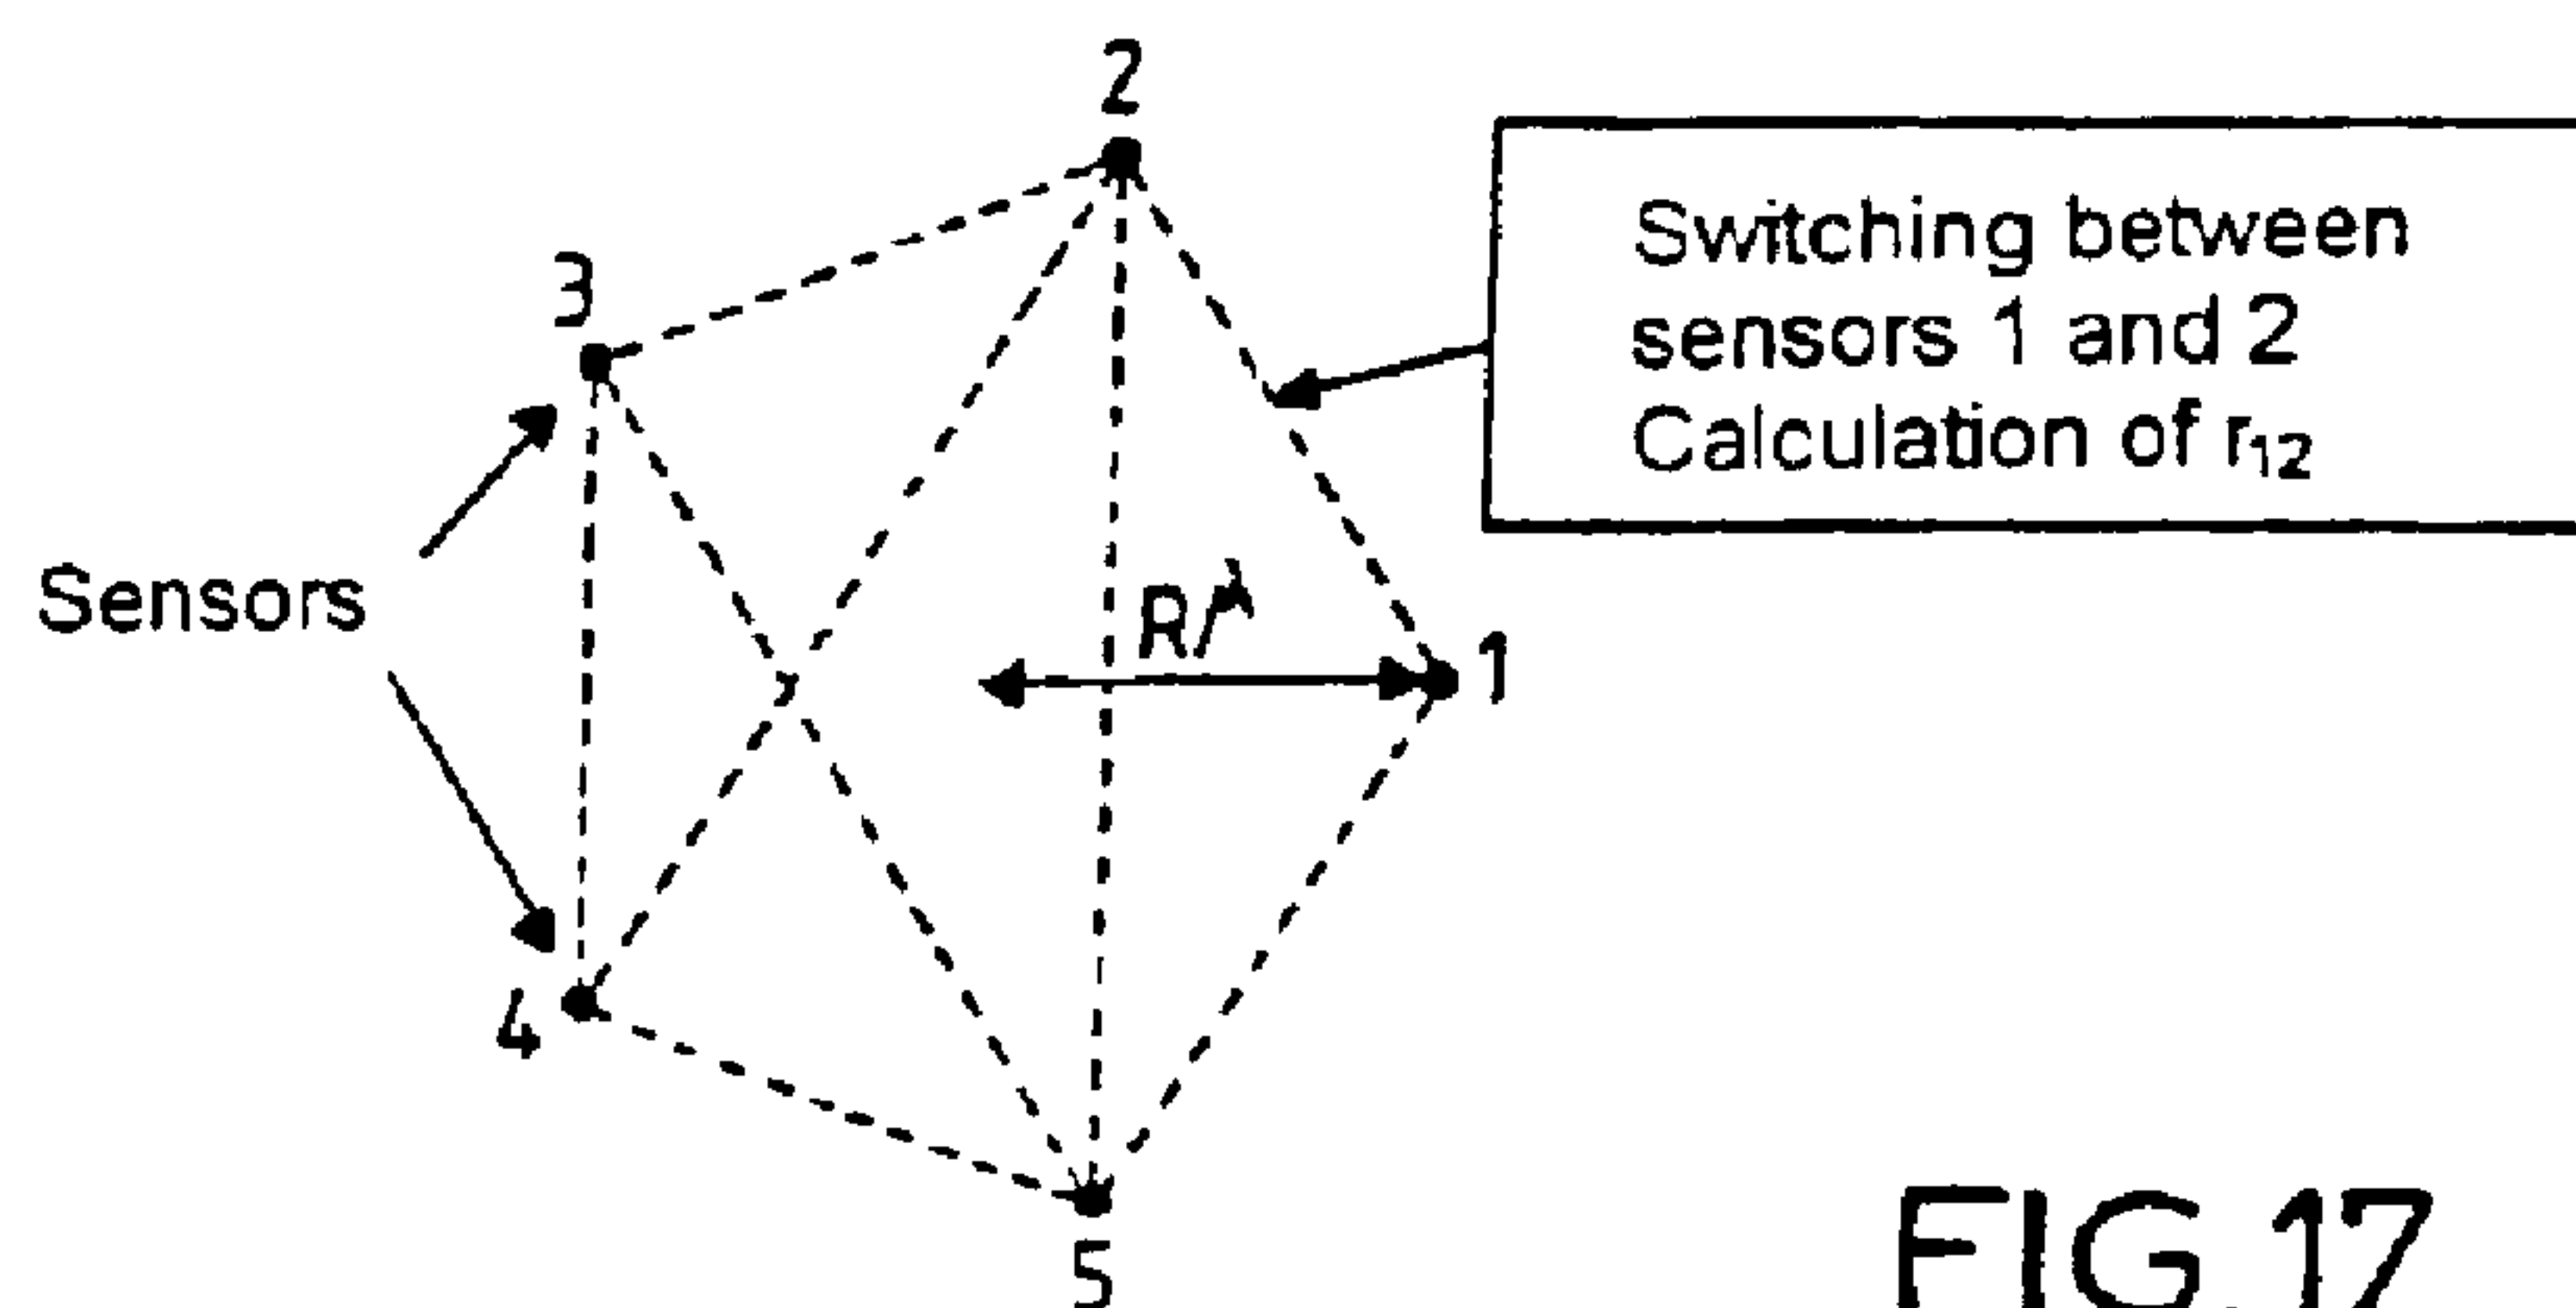 2
Switching between
sensors 1 and 2
Calculation of r₁₂
3
Sensors
R/λ
1
4
5
FIG.17